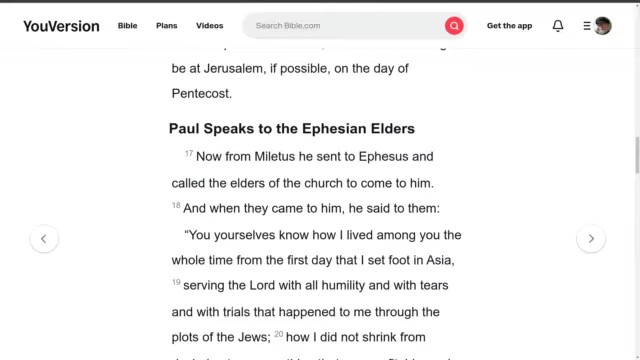 YouVersion Bible Plans Videos Search Bible.com Get the app
be at Jerusalem, if possible, on the day of
Pentecost.
Paul Speaks to the Ephesian Elders
17 Now from Miletus he sent to Ephesus and
called the elders of the church to come to him.
18 And when they came to him, he said to them:
“You yourselves know how I lived among you the
whole time from the first day that I set foot in Asia,
19 serving the Lord with all humility and with tears
and with trials that happened to me through the
plots of the Jews; 20 how I did not shrink from